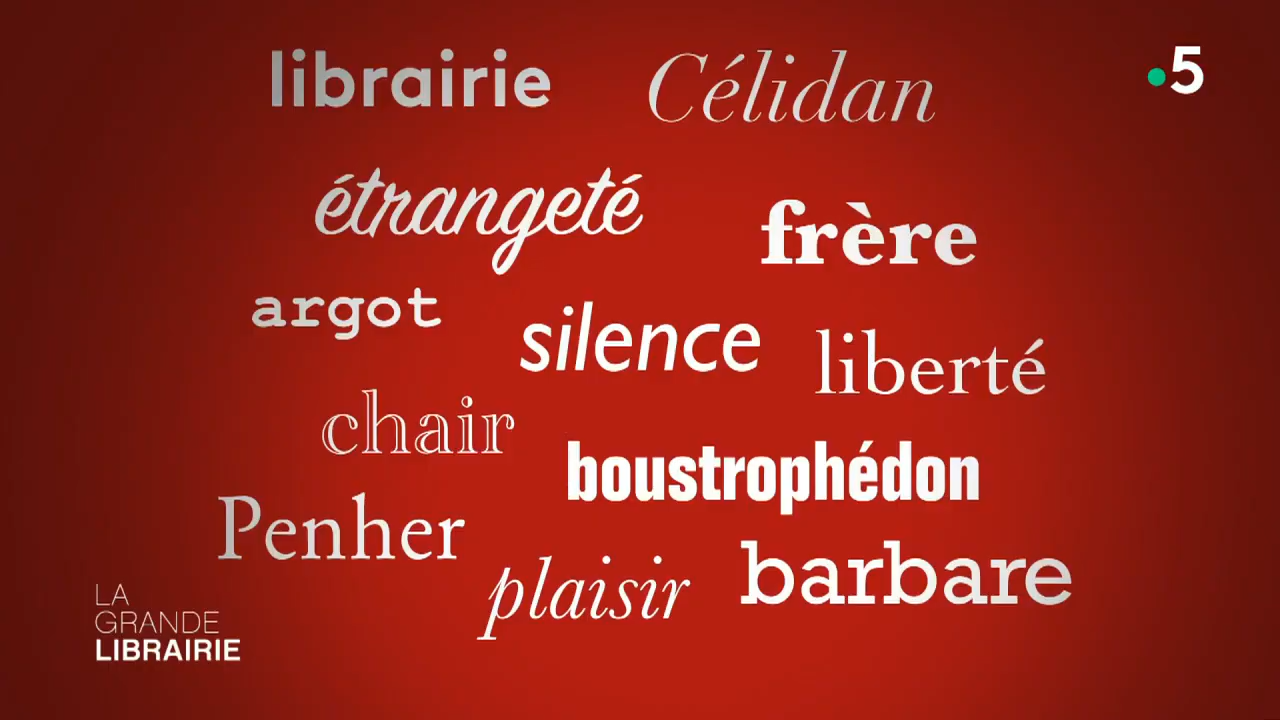 librairie Célidan
•5
étrangeté
frère
argot
silence
liberté
chair
boustrophédon
Penher
plaisir
barbare
LA
GRANDE
LIBRAIRIE